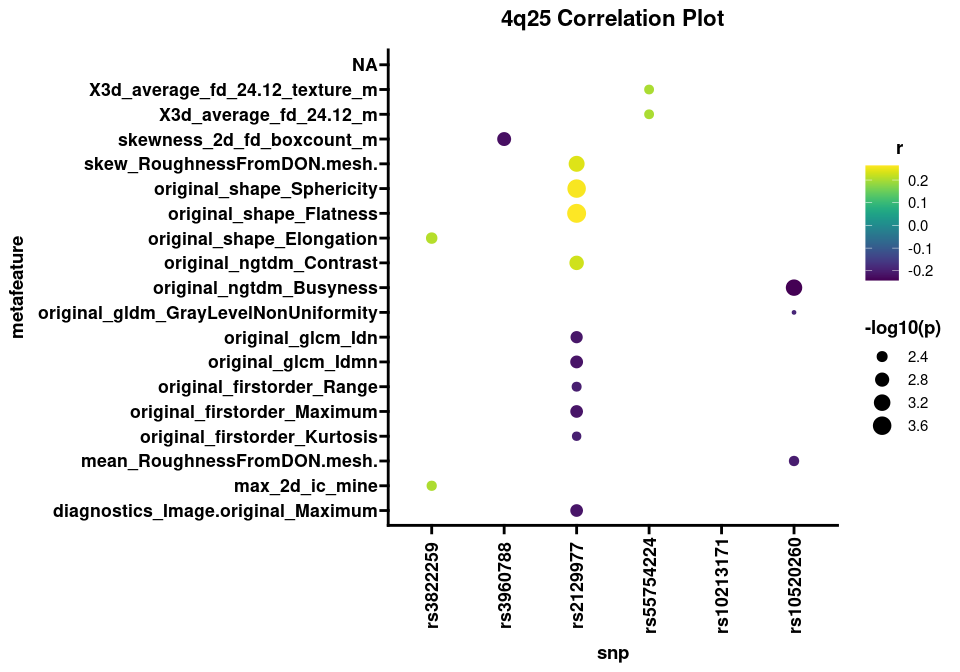 4q25 Correlation Plot
metafeature
NA
X3d_average_fd_24.12_texture_m
X3d_average_fd_24.12_m
skewness_2d_fd_boxcount_m
skew_RoughnessFromDON.mesh.
original_shape_Sphericity
original_shape_Flatness
original_shape_Elongation
original_ngtdm_Contrast
original_ngtdm_Busyness
original_gldm_GrayLevelNonUniformity
original_glcm_Idn
original_glcm_Idmn
original_firstorder_Range
original_firstorder_Maximum
original_firstorder_Kurtosis
mean_RoughnessFromDON.mesh.
max_2d_ic_mine
diagnostics_Image.original_Maximum
rs3822259
rs3960788
rs2129977
rs55754224
rs10213171
rs10520260
snp
r
0.2
0.1
0.0
-0.1
-0.2
-log10(p)
2.4
2.8
3.2
3.6